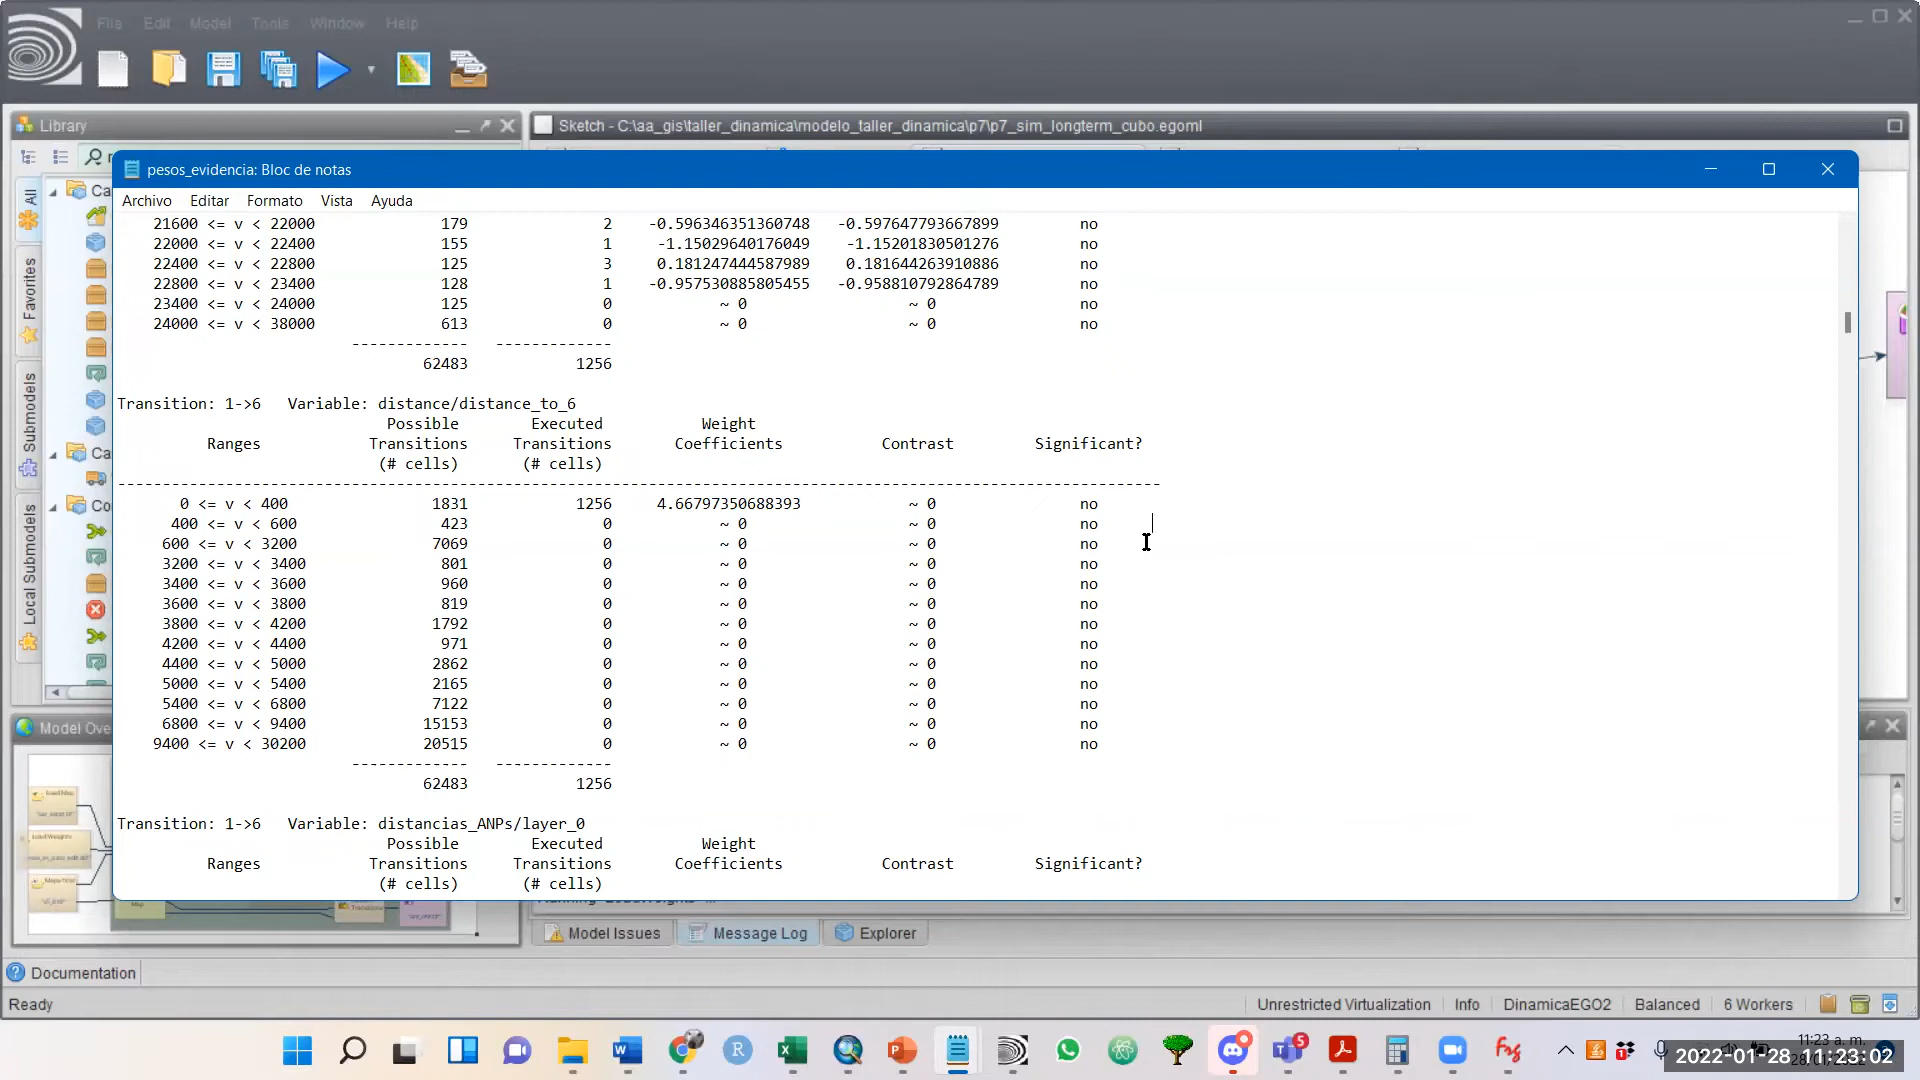 File Edit Model Tools Window Help
Library
Sketch - C:\aa_gis\taller_dinamica\modelo_taller_dinamica\p7\p7_sim_longterm_cubo.egoml
pesos_evidencia: Bloc de notas
Archivo Editar Formato Vista Ayuda
21600 <= v < 22000 179 2 -0.596346351360748 -0.597647793667899 no
22000 <= v < 22400 155 1 -1.15029640176049 -1.15201830501276 no
22400 <= v < 22800 125 3 0.181247444587989 0.181644263910886 no
22800 <= v < 23400 128 1 -0.957530885805455 -0.958810792864789 no
23400 <= v < 24000 125 0 ~ 0 ~ 0 no
24000 <= v < 38000 613 0 ~ 0 ~ 0 no
------------- -------------
62483 1256
Transition: 1->6 Variable: distance/distance_to_6
Possible Executed Weight
Ranges Transitions Transitions Coefficients Contrast Significant?
(# cells) (# cells)
0 <= v < 400 1831 1256 4.66797350688393 ~ 0 no
400 <= v < 600 423 0 ~ 0 ~ 0 no
600 <= v < 3200 7069 0 ~ 0 ~ 0 no
3200 <= v < 3400 801 0 ~ 0 ~ 0 no
3400 <= v < 3600 960 0 ~ 0 ~ 0 no
3600 <= v < 3800 819 0 ~ 0 ~ 0 no
3800 <= v < 4200 1792 0 ~ 0 ~ 0 no
4200 <= v < 4400 971 0 ~ 0 ~ 0 no
4400 <= v < 5000 2862 0 ~ 0 ~ 0 no
5000 <= v < 5400 2165 0 ~ 0 ~ 0 no
5400 <= v < 6800 7122 0 ~ 0 ~ 0 no
6800 <= v < 9400 15153 0 ~ 0 ~ 0 no
9400 <= v < 30200 20515 0 ~ 0 ~ 0 no
------------- -------------
62483 1256
Transition: 1->6 Variable: distancias_ANPs/layer_0
Possible Executed Weight
Ranges Transitions Transitions Coefficients Contrast Significant?
(# cells) (# cells)
All
Favorites
Submodels
Local Submodels
Ca
Ca
Co
Model Ove
Model Issues Message Log Explorer
Documentation
Ready
Unrestricted Virtualization Info DinamicaEGO2 Balanced 6 Workers
11:23 a. m.
2022-01-28 11:23:02